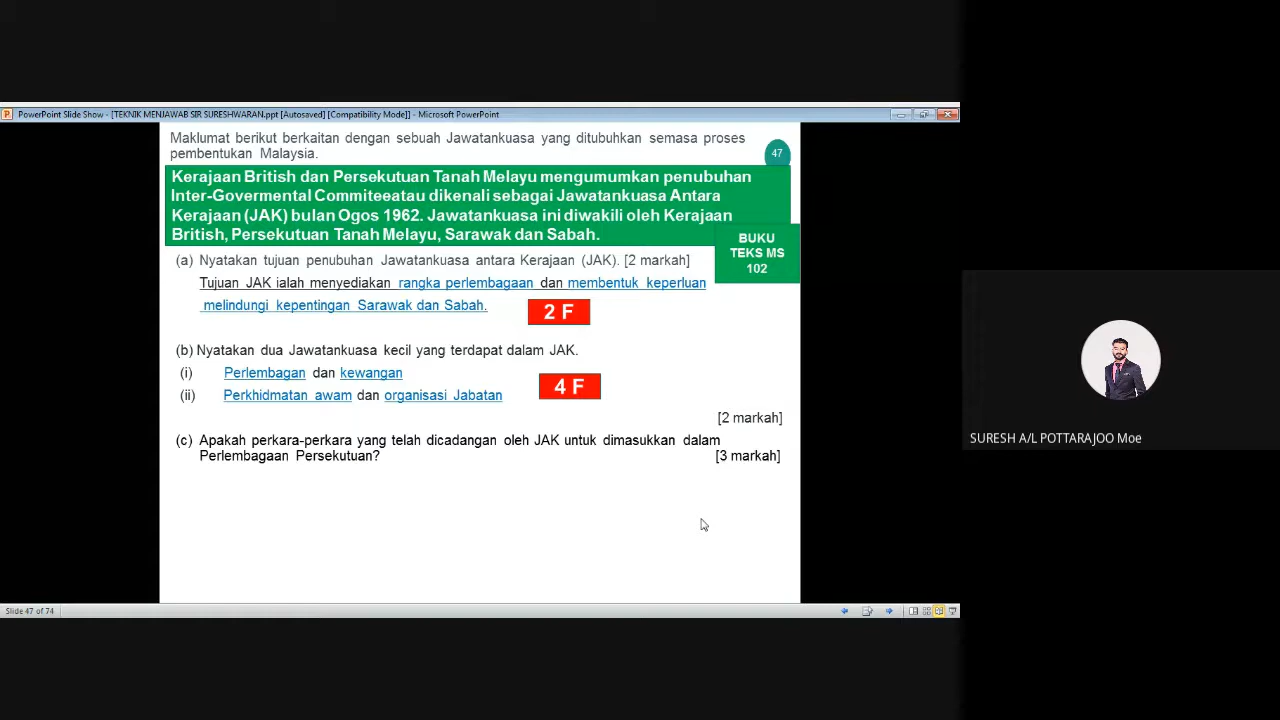 PowerPoint Slide Show - [TEKNIK MENJAWAB SIR SURESHWARAN.ppt [Autosaved] [Compatibility Mode]] - Microsoft PowerPoint
Maklumat berikut berkaitan dengan sebuah Jawatankuasa yang ditubuhkan semasa proses
pembentukan Malaysia.
47
Kerajaan British dan Persekutuan Tanah Melayu mengumumkan penubuhan
Inter-Govermental Commiteeatau dikenali sebagai Jawatankuasa Antara
Kerajaan (JAK) bulan Ogos 1962. Jawatankuasa ini diwakili oleh Kerajaan
British, Persekutuan Tanah Melayu, Sarawak dan Sabah.
BUKU
TEKS MS
102
(a) Nyatakan tujuan penubuhan Jawatankuasa antara Kerajaan (JAK). [2 markah]
Tujuan JAK ialah menyediakan rangka perlembagaan dan membentuk keperluan
melindungi kepentingan Sarawak dan Sabah.
2 F
(b) Nyatakan dua Jawatankuasa kecil yang terdapat dalam JAK.
(i) Perlembagan dan kewangan
(ii) Perkhidmatan awam dan organisasi Jabatan
4 F
[2 markah]
(c) Apakah perkara-perkara yang telah dicadangan oleh JAK untuk dimasukkan dalam
Perlembagaan Persekutuan? [3 markah]
SURESH A/L POTTARAJOO Moe
Slide 47 of 74